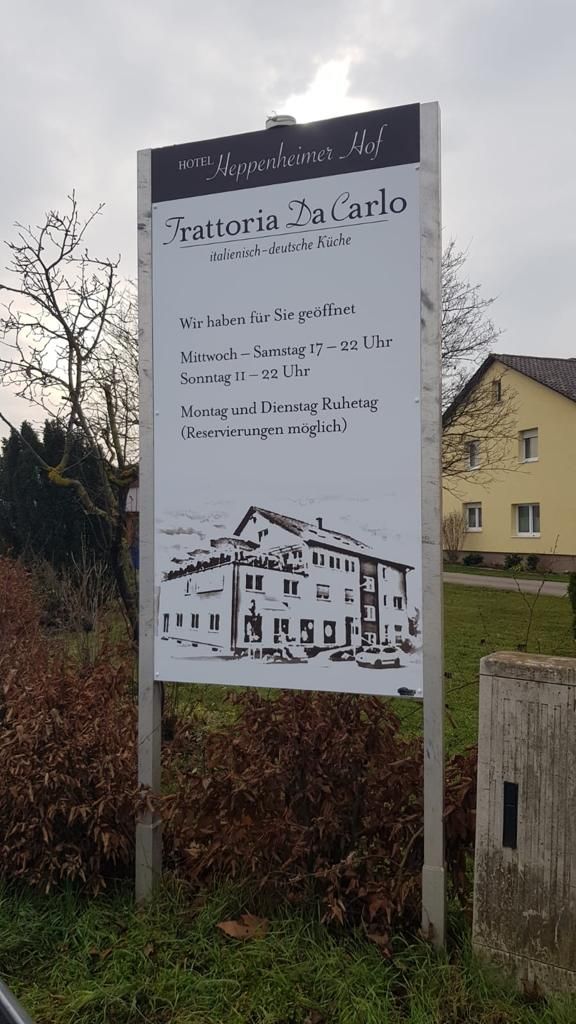 HOTEL Heppenheimer Hof
Trattoria Da Carlo
italienisch-deutsche Küche
Wir haben für Sie geöffnet
Mittwoch – Samstag 17 – 22 Uhr
Sonntag 11 – 22 Uhr
Montag und Dienstag Ruhetag
(Reservierungen möglich)